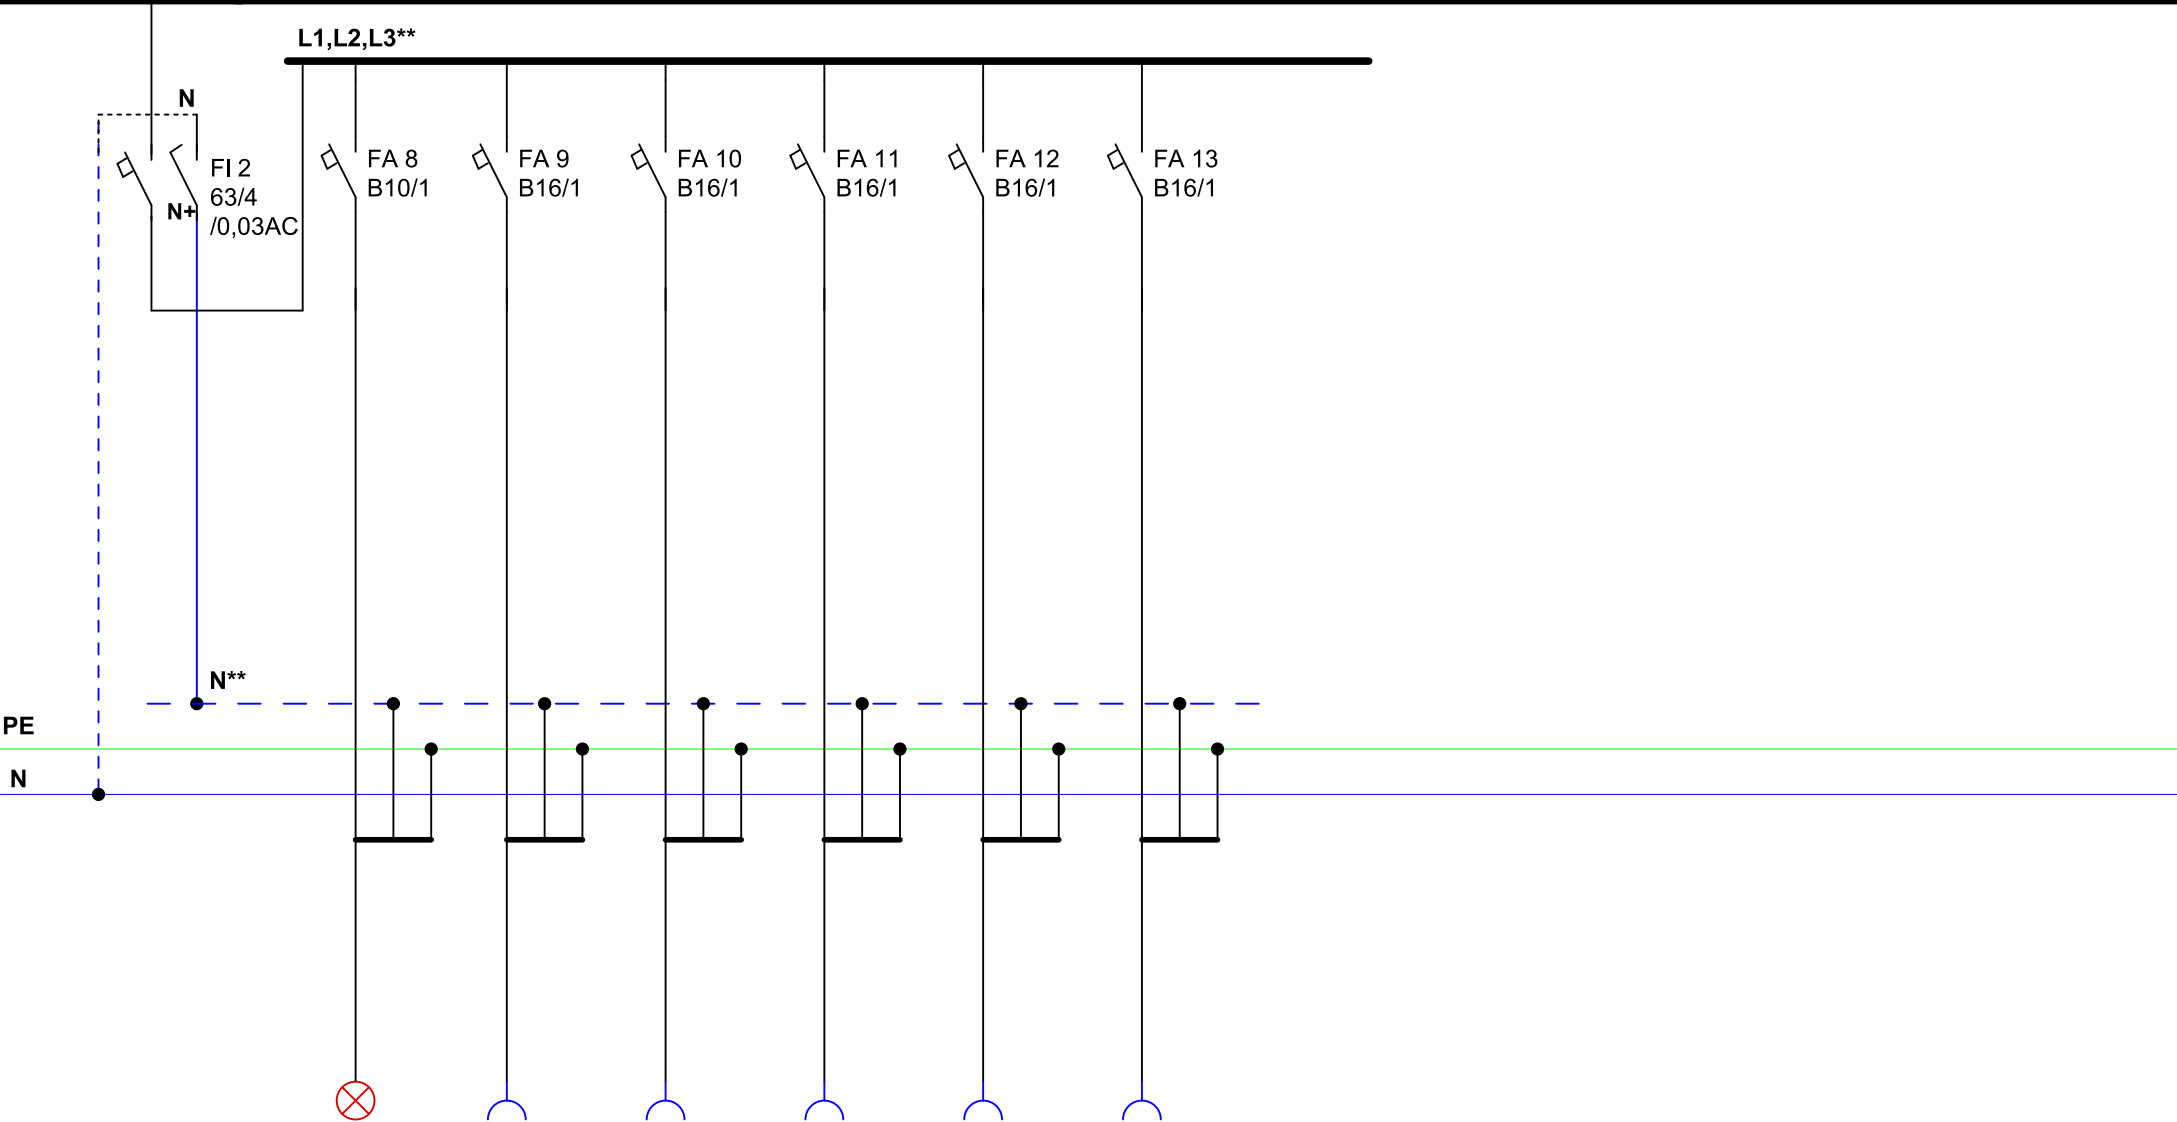 L1,L2,L3**
N
FI 2
63/4
/0,03AC
N+
FA 8
B10/1
FA 9
B16/1
FA 10
B16/1
FA 11
B16/1
FA 12
B16/1
FA 13
B16/1
N**
PE
N